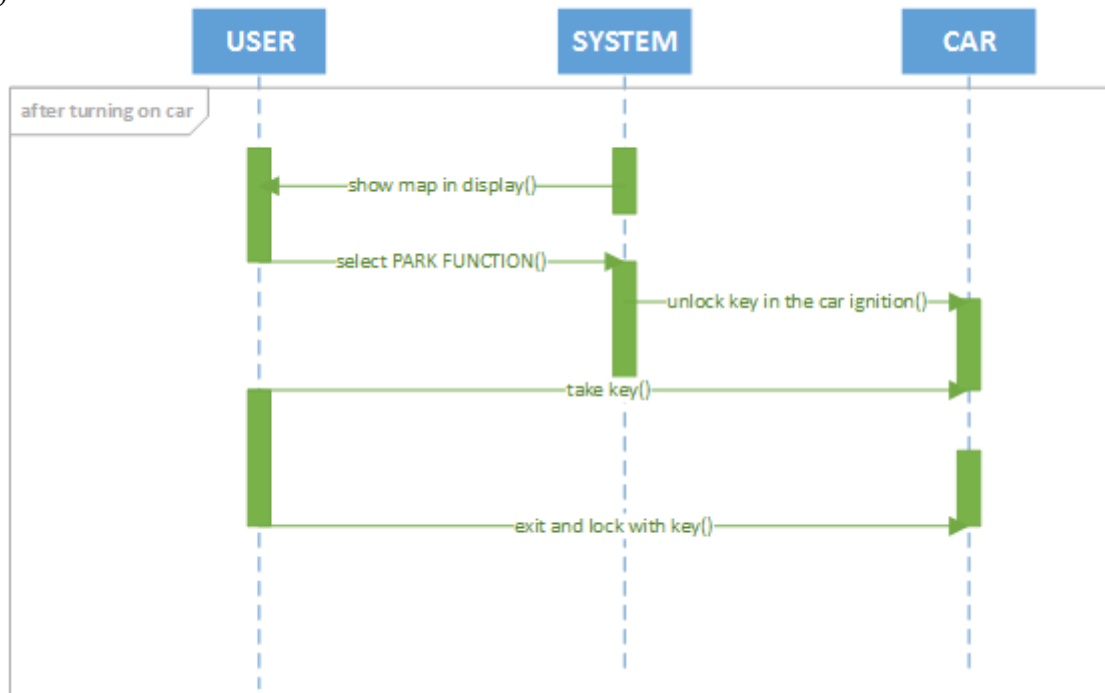 USER
SYSTEM
CAR
after turning on car
show map in display()
select PARK FUNCTION()
unlock key in the car ignition()
take key()
exit and lock with key()